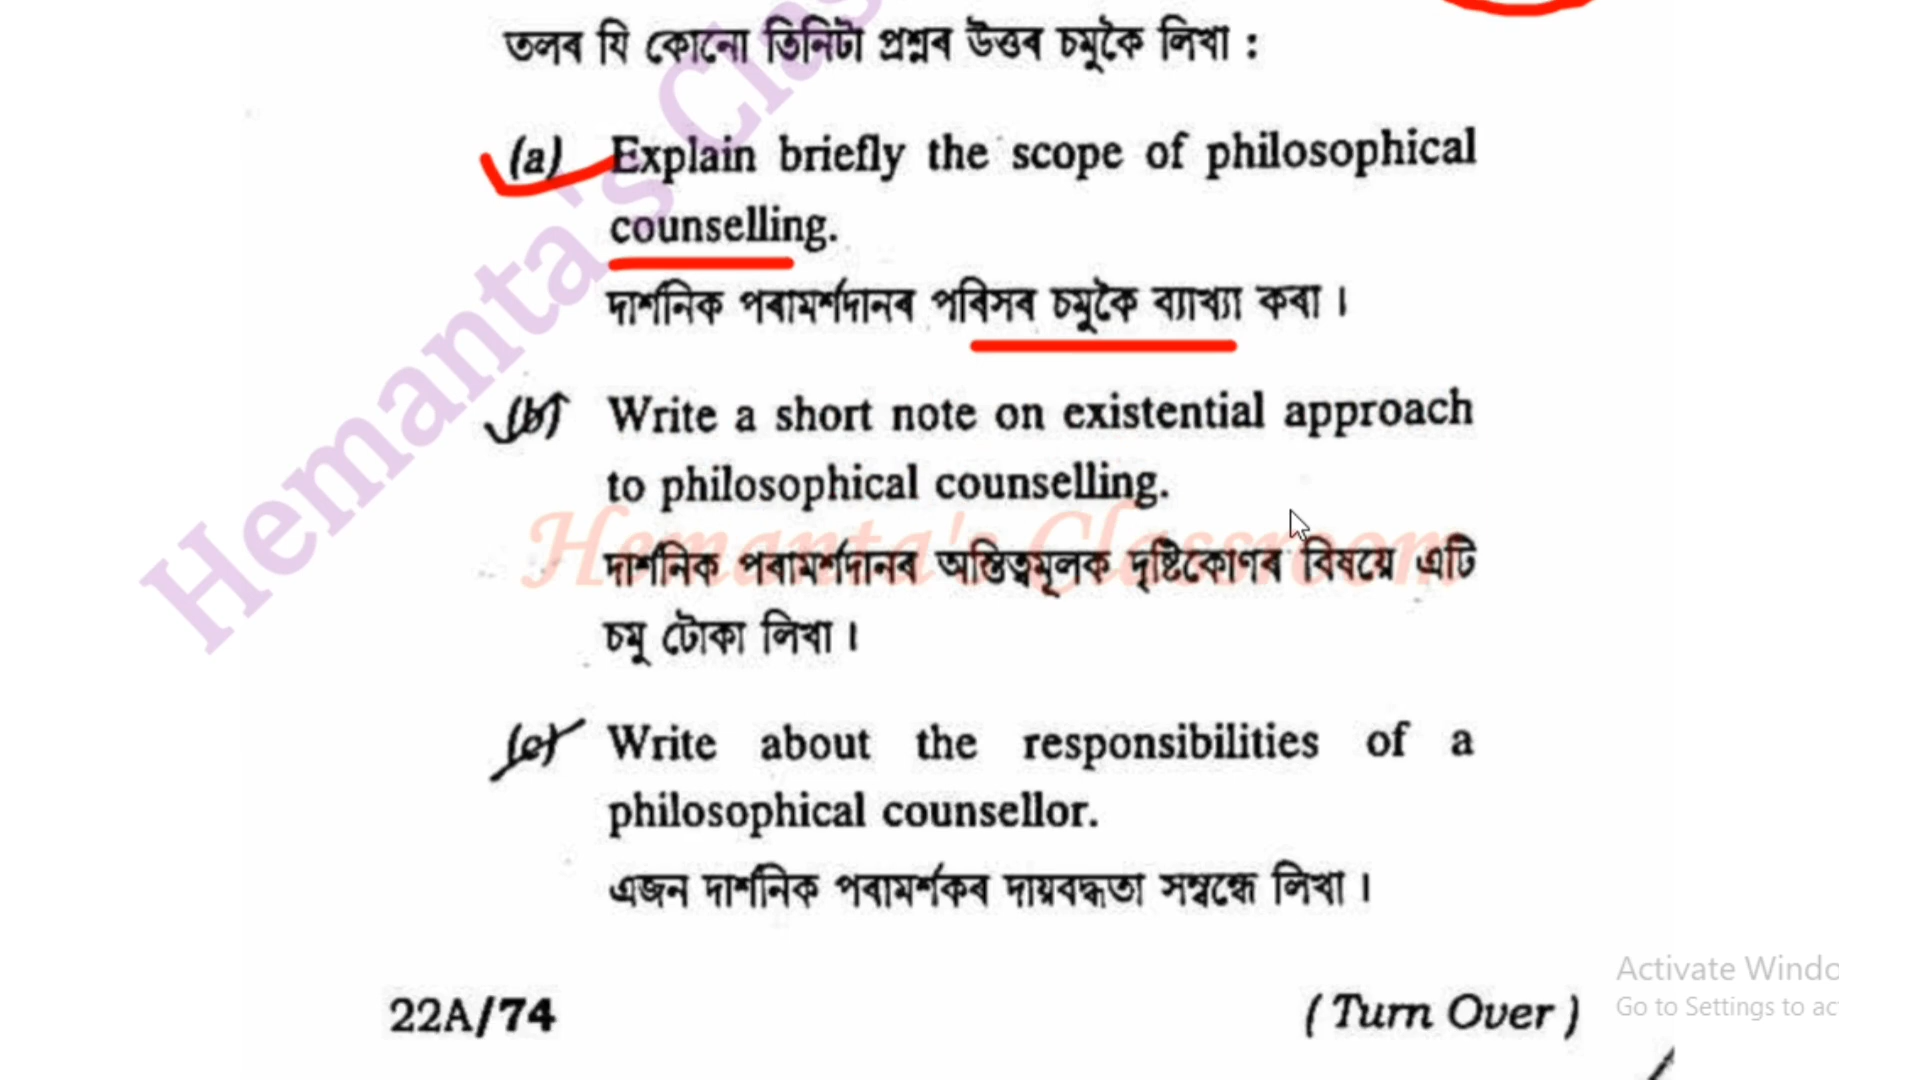 তলৰ যি কোনো তিনিটা প্ৰশ্নৰ উত্তৰ চমুকৈ লিখা :
(a) Explain briefly the scope of philosophical
counselling.
দাৰ্শনিক পৰামৰ্শদানৰ পৰিসৰ চমুকৈ ব্যাখ্যা কৰা ।
(b) Write a short note on existential approach
to philosophical counselling.
দাৰ্শনিক পৰামৰ্শদানৰ অস্তিত্বমূলক দৃষ্টিকোণৰ বিষয়ে এটি
চমু টোকা লিখা ।
(c) Write about the responsibilities of a
philosophical counsellor.
এজন দাৰ্শনিক পৰামৰ্শকৰ দায়বদ্ধতা সম্বন্ধে লিখা ।
22A/74 (Turn Over)
Hemanta's Clas
Hemanta's Classroom
Activate Windo
Go to Settings to ac